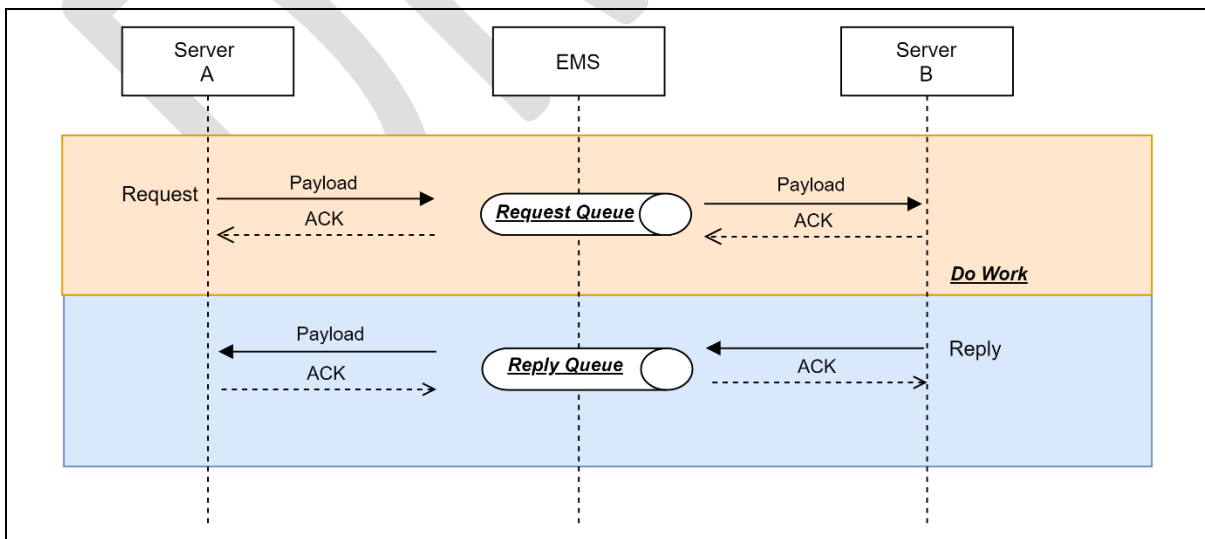 Server
A
EMS
Server
B
Request
Payload
Request Queue
Payload
ACK
ACK
Do Work
Payload
Reply Queue
Reply
ACK
ACK